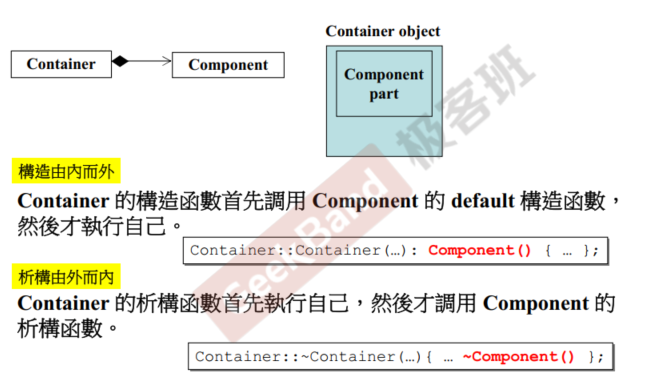 Container object
Container
Component
Component
part
構造由內而外
Container 的構造函數首先調用 Component 的 default 構造函數，
然後才執行自己。
Container::Container(…): Component() { … };
析構由外而內
Container 的析構函數首先執行自己，然後才調用 Component 的
析構函數。
Container::~Container(…){ … ~Component() };
SeekBand 极客班